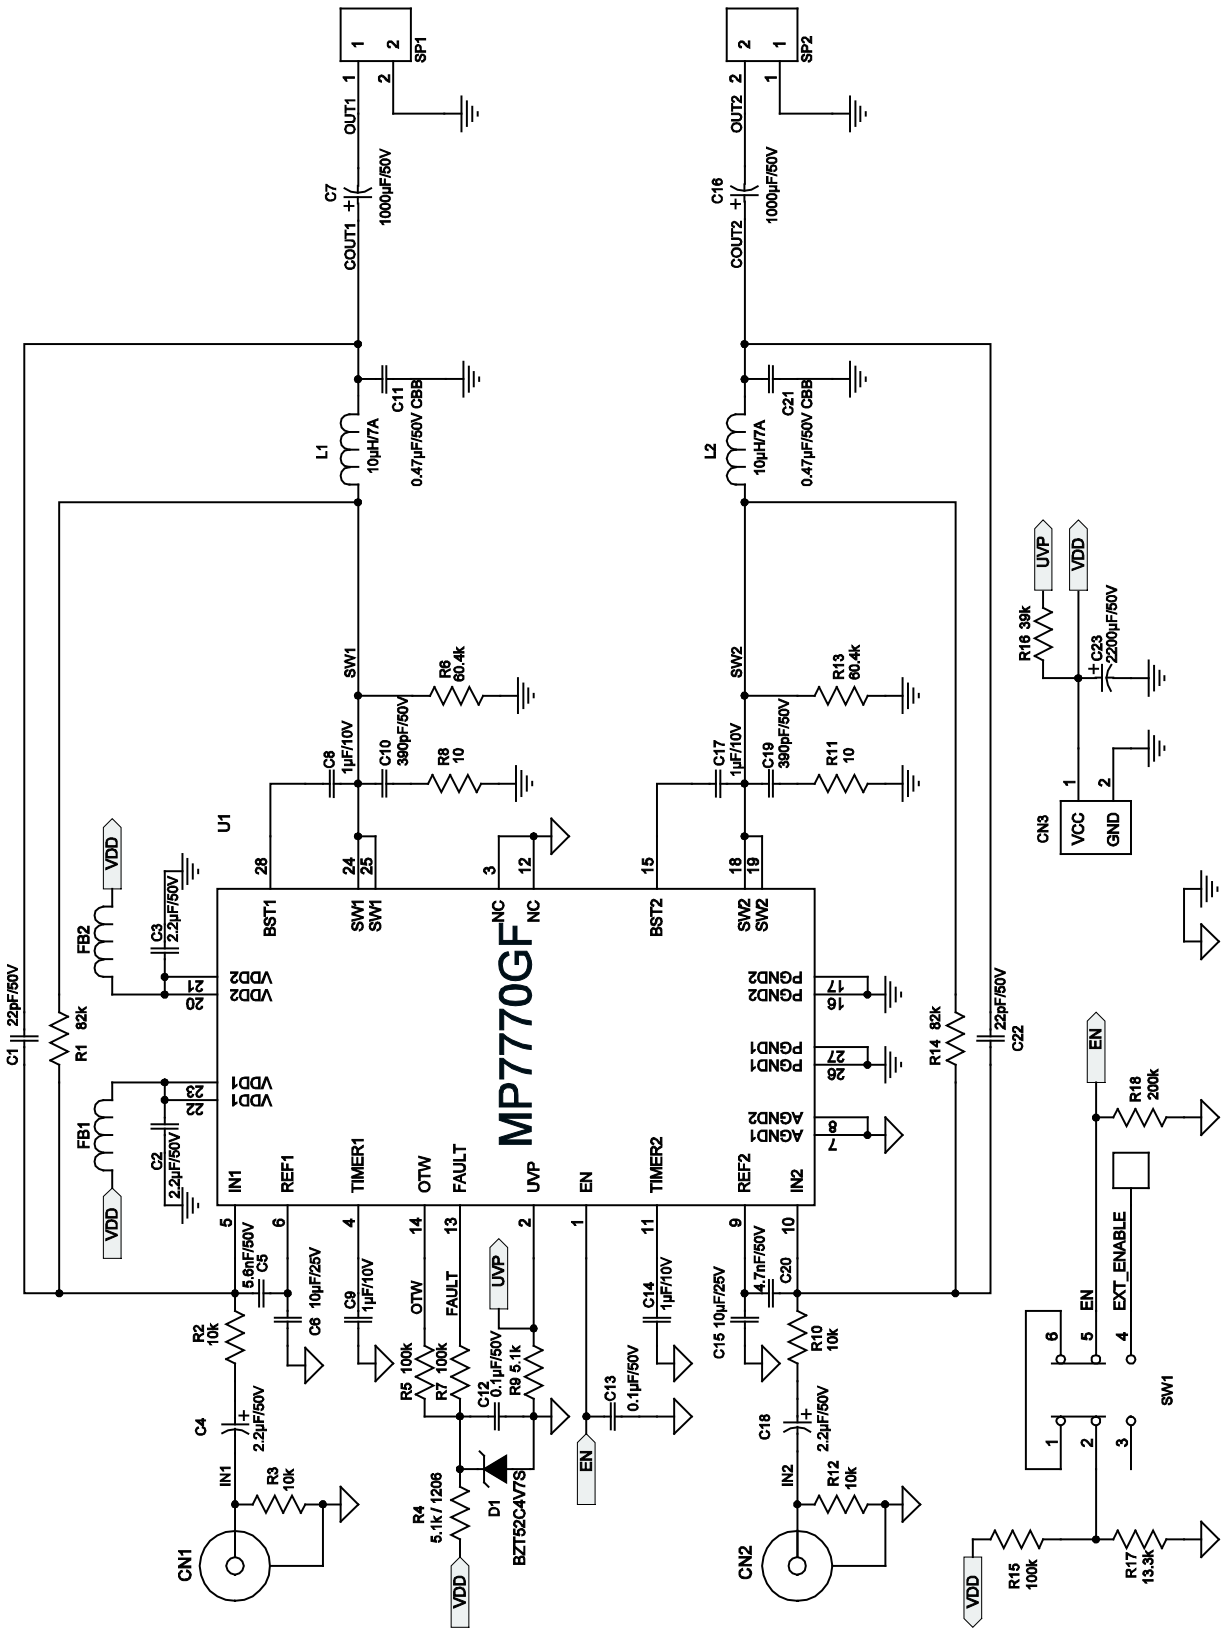 1
2
SP1
1
2
OUT1
C7
+
1000µF/50V
COUT1
2
1
SP2
2
1
OUT2
C16
+
1000µF/50V
COUT2
L1
10µH/7A
C11
0.47µF/50V CBB
L2
10µH/7A
C21
0.47µF/50V CBB
SW1
R6
60.4k
C8
1µF/10V
C10
390pF/50V
R8
10
SW2
R13
60.4k
C17
1µF/10V
C19
390pF/50V
R11
10
UVP
VDD
R16 39k
C23
2200µF/50V
+
1
2
CN3
VCC
GND
U1
VDD
FB2
C3
2.2µF/50V
C1
22pF/50V
R1
82k
FB1
VDD
C2
2.2µF/50V
28
24
25
3
12
15
18
19
BST1
SW1
SW1
NC
NC
BST2
SW2
SW2
21
20
VDD2
VDD2
23
22
VDD1
VDD1
MP7770GF
PGND2
PGND2
17
16
PGND1
PGND1
27
26
AGND2
AGND1
8
7
IN1
REF1
TIMER1
OTW
FAULT
UVP
EN
TIMER2
REF2
IN2
5
6
4
14
13
2
1
11
9
10
R14
82k
C22
22pF/50V
5.6nF/50V
C5
C6
10µF/25V
C9
1µF/10V
OTW
FAULT
UVP
C14
1µF/10V
C15 10µF/25V
4.7nF/50V
C20
R2
10k
R5 100k
R7 100k
C12
0.1µF/50V
R9 5.1k
C13
0.1µF/50V
R10
10k
C4
+
2.2µF/50V
IN1
R3
10k
CN1
R4
5.1k / 1206
VDD
D1
BZT52C4V7S
EN
C18
+
2.2µF/50V
IN2
R12
10k
CN2
EN
R18
200k
EN
EXT_ENABLE
6
5
4
SW1
1
2
3
VDD
R15
100k
R17
13.3k